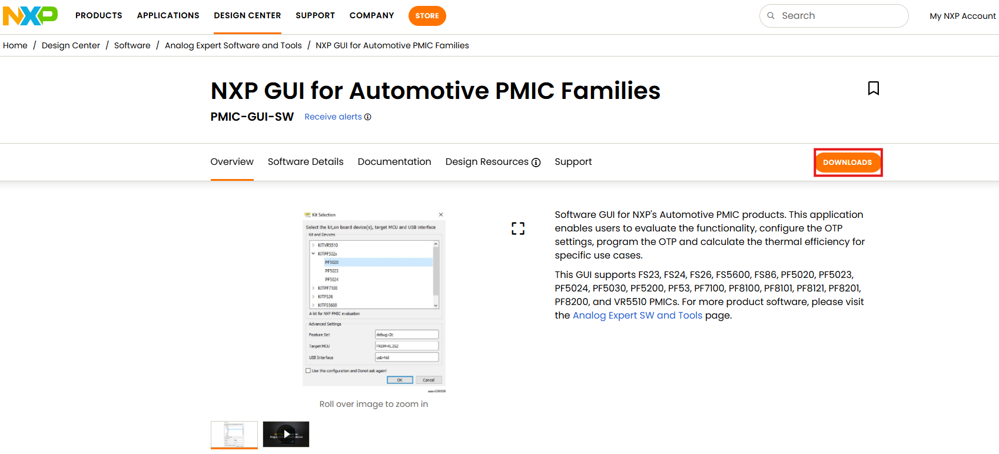 NXP PRODUCTS APPLICATIONS DESIGN CENTER SUPPORT COMPANY STORE Search My NXP Account
Home / Design Center / Software / Analog Expert Software and Tools / NXP GUI for Automotive PMIC Families
NXP GUI for Automotive PMIC Families
PMIC-GUI-SW Receive alerts
Overview Software Details Documentation Design Resources Support DOWNLOADS
Kit Selection
Select the kit,on board device(s), target MCU and USB interface
Kit and Devices
KITVR5510
KITPF502x
PF5020
PF5023
PF5024
KITPF7100
KITFS26
KITFS5600
A kit for NXP PMIC evaluation
Advanced Settings
Feature Set debug-i2c
Target MCU FRDM-KL25Z
USB Interface usb-hid
Use this configuration and Donot ask again!
OK Cancel
aaa-038558
Roll over image to zoom in
Software GUI for NXP's Automotive PMIC products. This application
enables users to evaluate the functionality, configure the OTP
settings, program the OTP and calculate the thermal efficiency for
specific use cases.
This GUI supports FS23, FS24, FS26, FS5600, FS86, PF5020, PF5023,
PF5024, PF5030, PF5200, PF53, PF7100, PF8100, PF8101, PF8121, PF8201,
PF8200, and VR5510 PMICs. For more product software, please visit
the Analog Expert SW and Tools page.